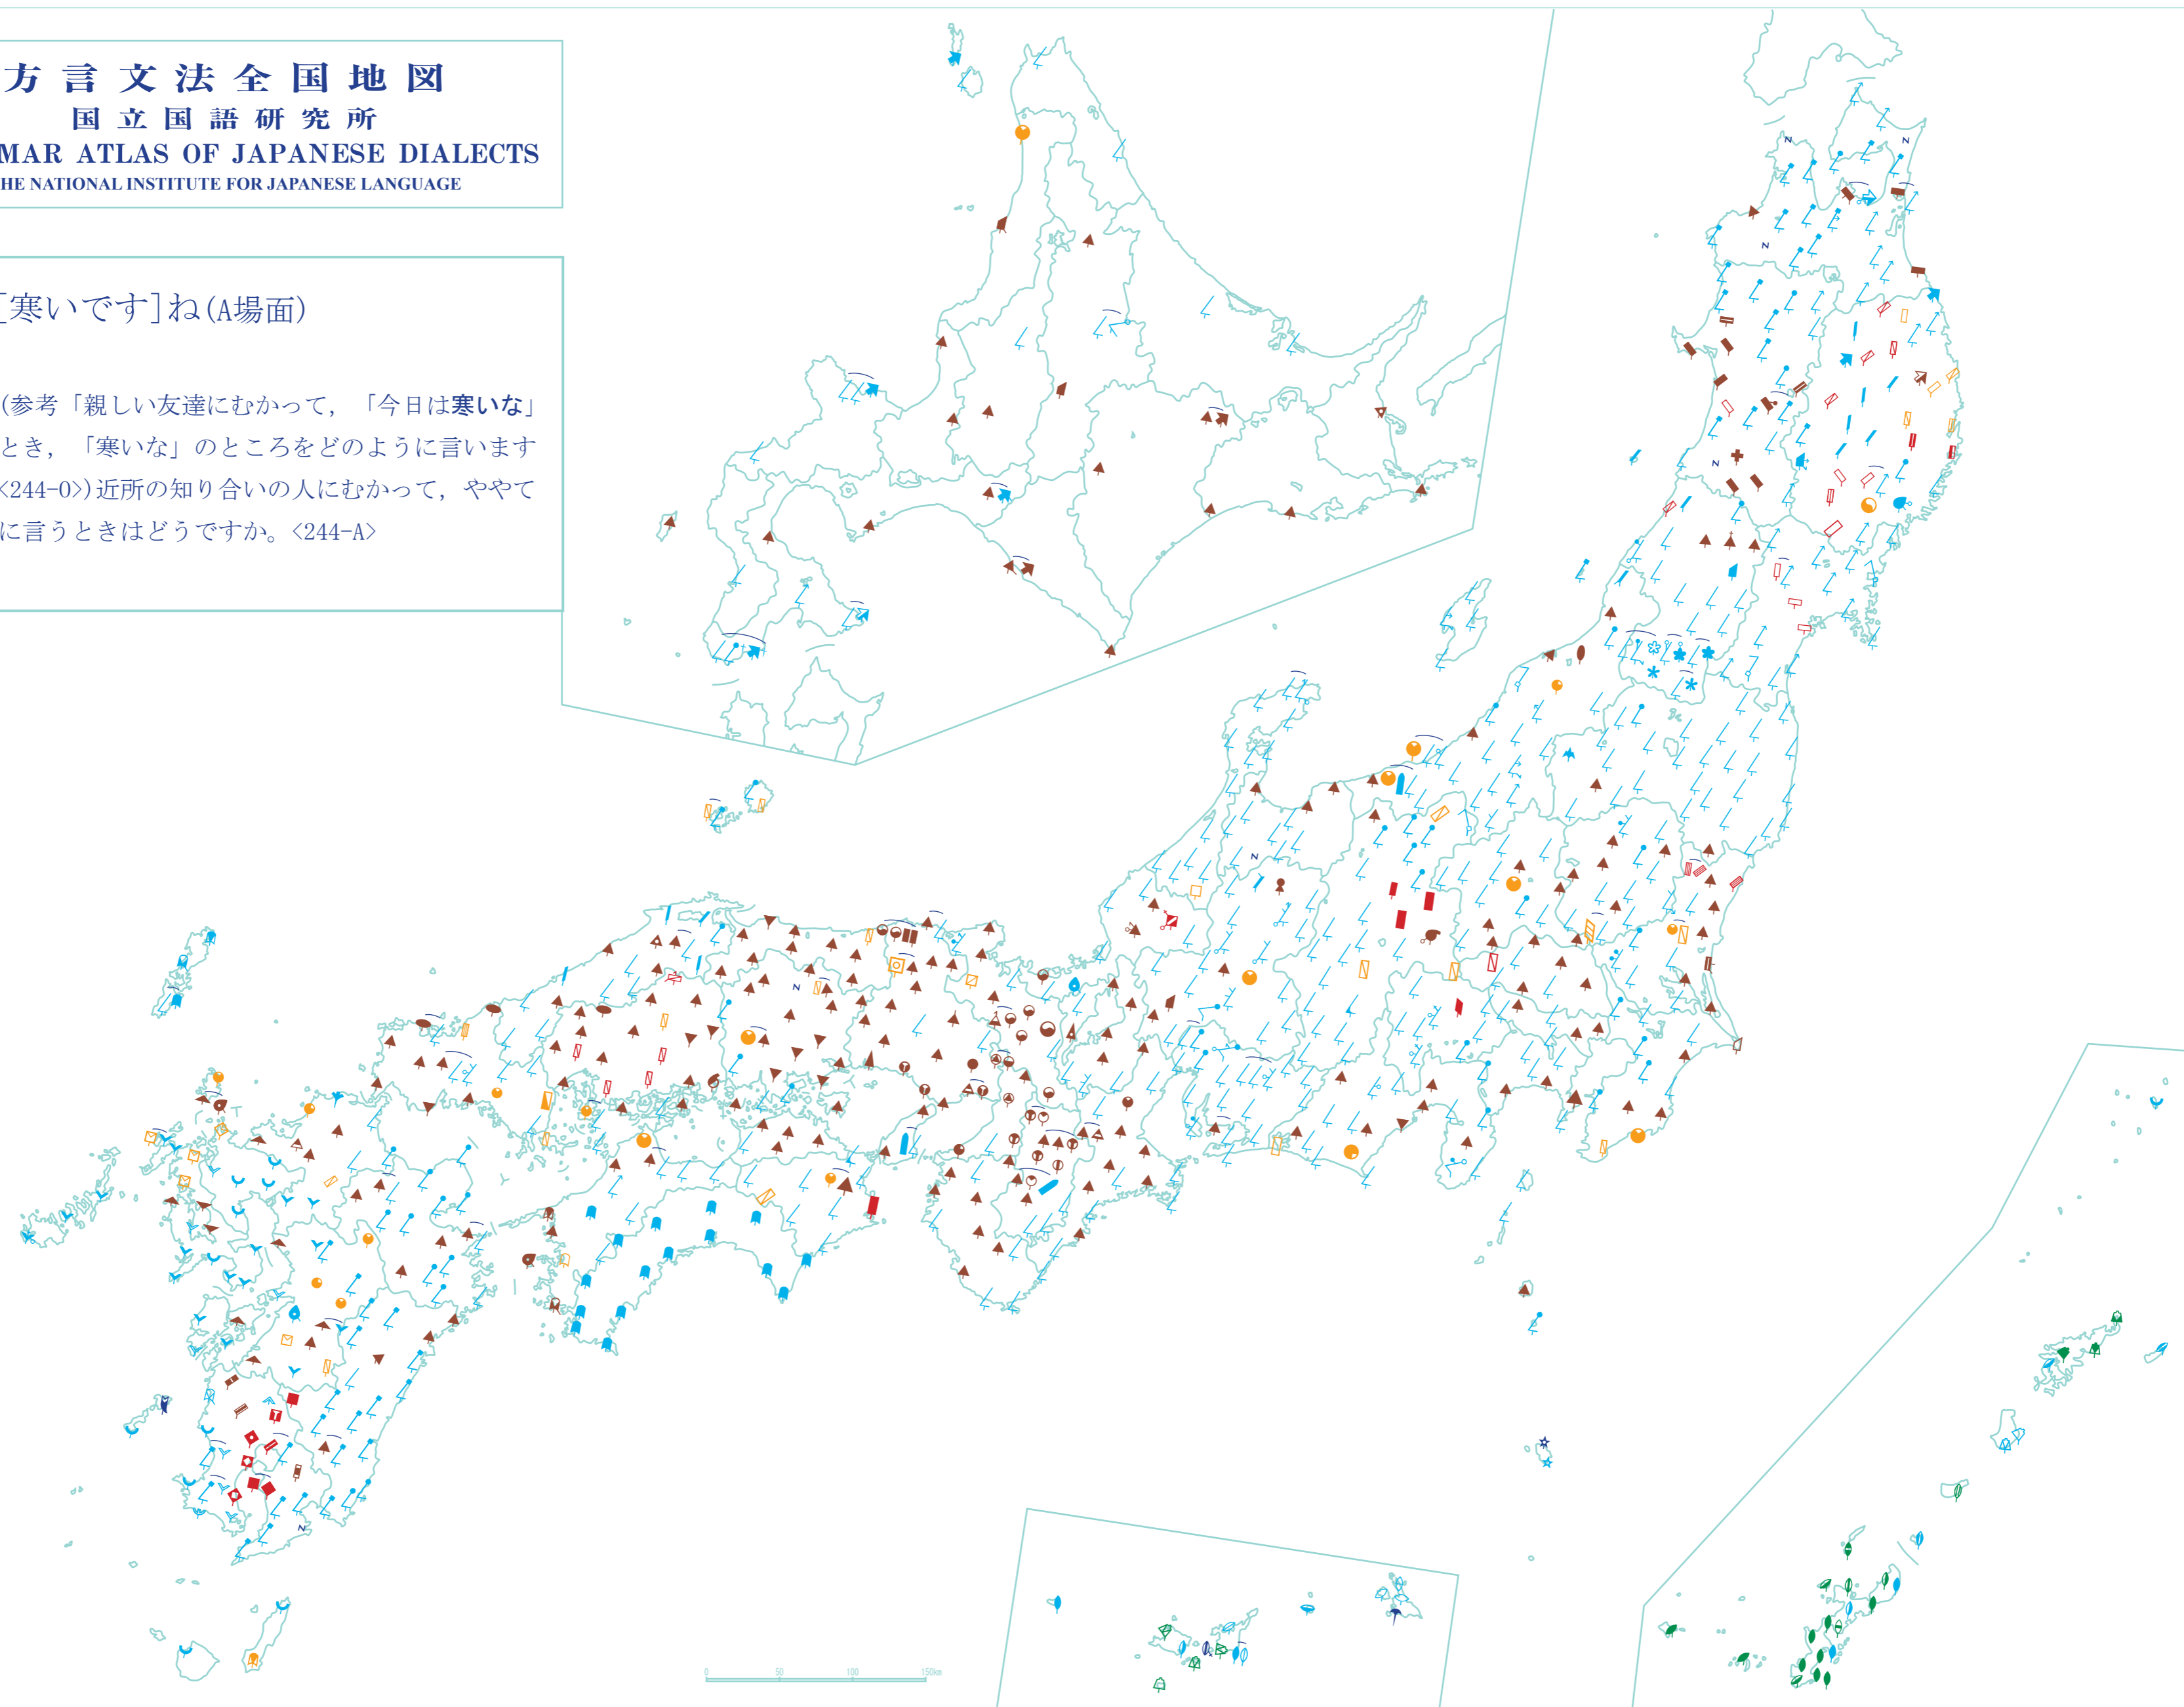 方言文法全国地図
国立国語研究所
MAR ATLAS OF JAPANESE DIALECTS
HE NATIONAL INSTITUTE FOR JAPANESE LANGUAGE
[寒いです]ね(A場面)
(参考「親しい友達にむかって,「今日は寒いな」
とき,「寒いな」のところをどのように言います
<244-0>)近所の知り合いの人にむかって,ややて
に言うときはどうですか。<244-A>
N
N
N
N
N
N
N
0 50 100 150km